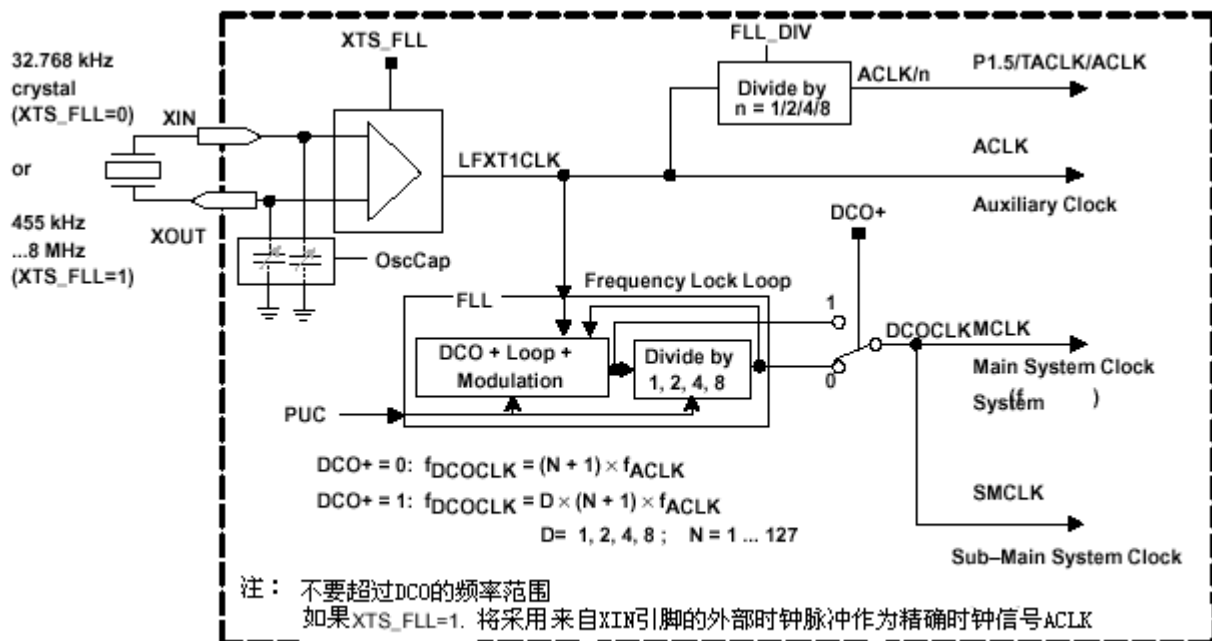 XTS_FLL
FLL_DIV
32.768 kHz
crystal
(XTS_FLL=0)
or
455 kHz
...8 MHz
(XTS_FLL=1)
XIN
XOUT
OscCap
LFXT1CLK
Divide by
n = 1/2/4/8
ACLK/n
P1.5/TACLK/ACLK
ACLK
Auxiliary Clock
DCO+
Frequency Lock Loop
FLL
DCO + Loop +
Modulation
Divide by
1, 2, 4, 8
PUC
1
0
DCOCLK
MCLK
Main System Clock
System (f )
SMCLK
Sub–Main System Clock
DCO+ = 0: fDCOCLK = (N + 1) × fACLK
DCO+ = 1: fDCOCLK = D × (N + 1) × fACLK
D= 1, 2, 4, 8 ; N = 1 ... 127
注： 不要超过DCO的频率范围
如果XTS_FLL=1. 将采用来自XIN引脚的外部时钟脉冲作为精确时钟信号ACLK